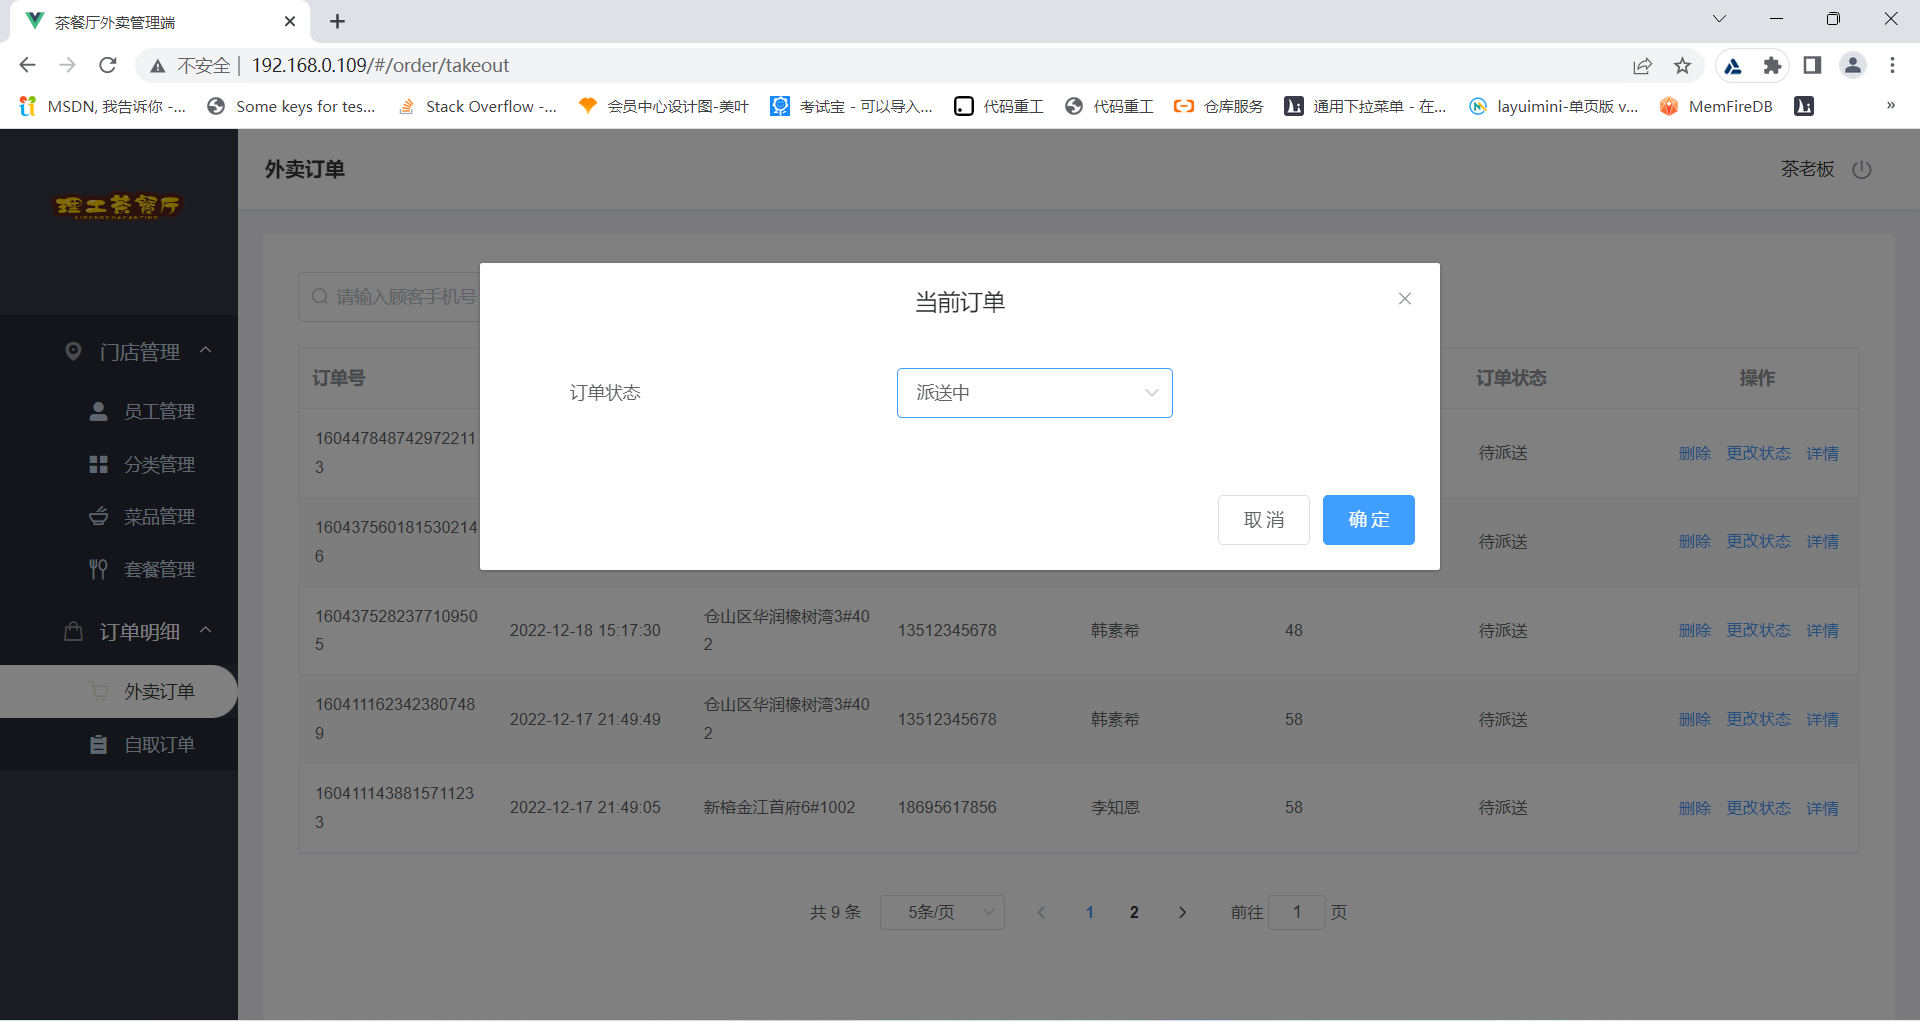 茶餐厅外卖管理端
不安全 192.168.0.109/#/order/takeout
MSDN, 我告诉你 -... Some keys for tes... Stack Overflow -... 会员中心设计图-美叶 考试宝 - 可以导入... 代码重工 代码重工 仓库服务 通用下拉菜单 - 在... layuimini-单页版 v... MemFireDB »
理工茶餐厅
外卖订单
茶老板
门店管理
员工管理
分类管理
菜品管理
套餐管理
订单明细
外卖订单
自取订单
请输入顾客手机号
当前订单
订单状态 派送中
取 消 确 定
订单号 订单状态 操作
160447848742972211
3
待派送 删除 更改状态 详情
160437560181530214
6
待派送 删除 更改状态 详情
160437528237710950
5
2022-12-18 15:17:30
仓山区华润橡树湾3#40
2
13512345678 韩素希 48 待派送 删除 更改状态 详情
160411162342380748
9
2022-12-17 21:49:49
仓山区华润橡树湾3#40
2
13512345678 韩素希 58 待派送 删除 更改状态 详情
160411143881571123
3
2022-12-17 21:49:05 新榕金江首府6#1002 18695617856 李知恩 58 待派送 删除 更改状态 详情
共 9 条 5条/页 1 2 前往 1 页